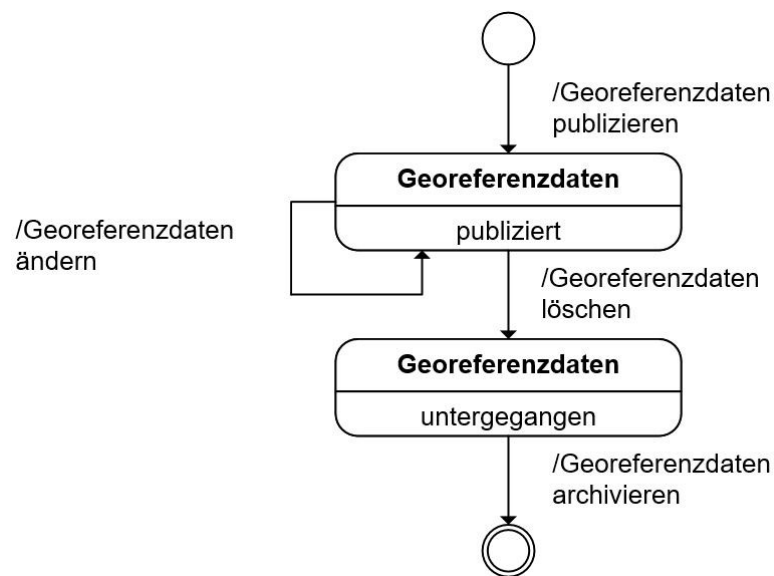 /Georeferenzdaten
publizieren
Georeferenzdaten
publiziert
/Georeferenzdaten
ändern
/Georeferenzdaten
löschen
Georeferenzdaten
untergegangen
/Georeferenzdaten
archivieren